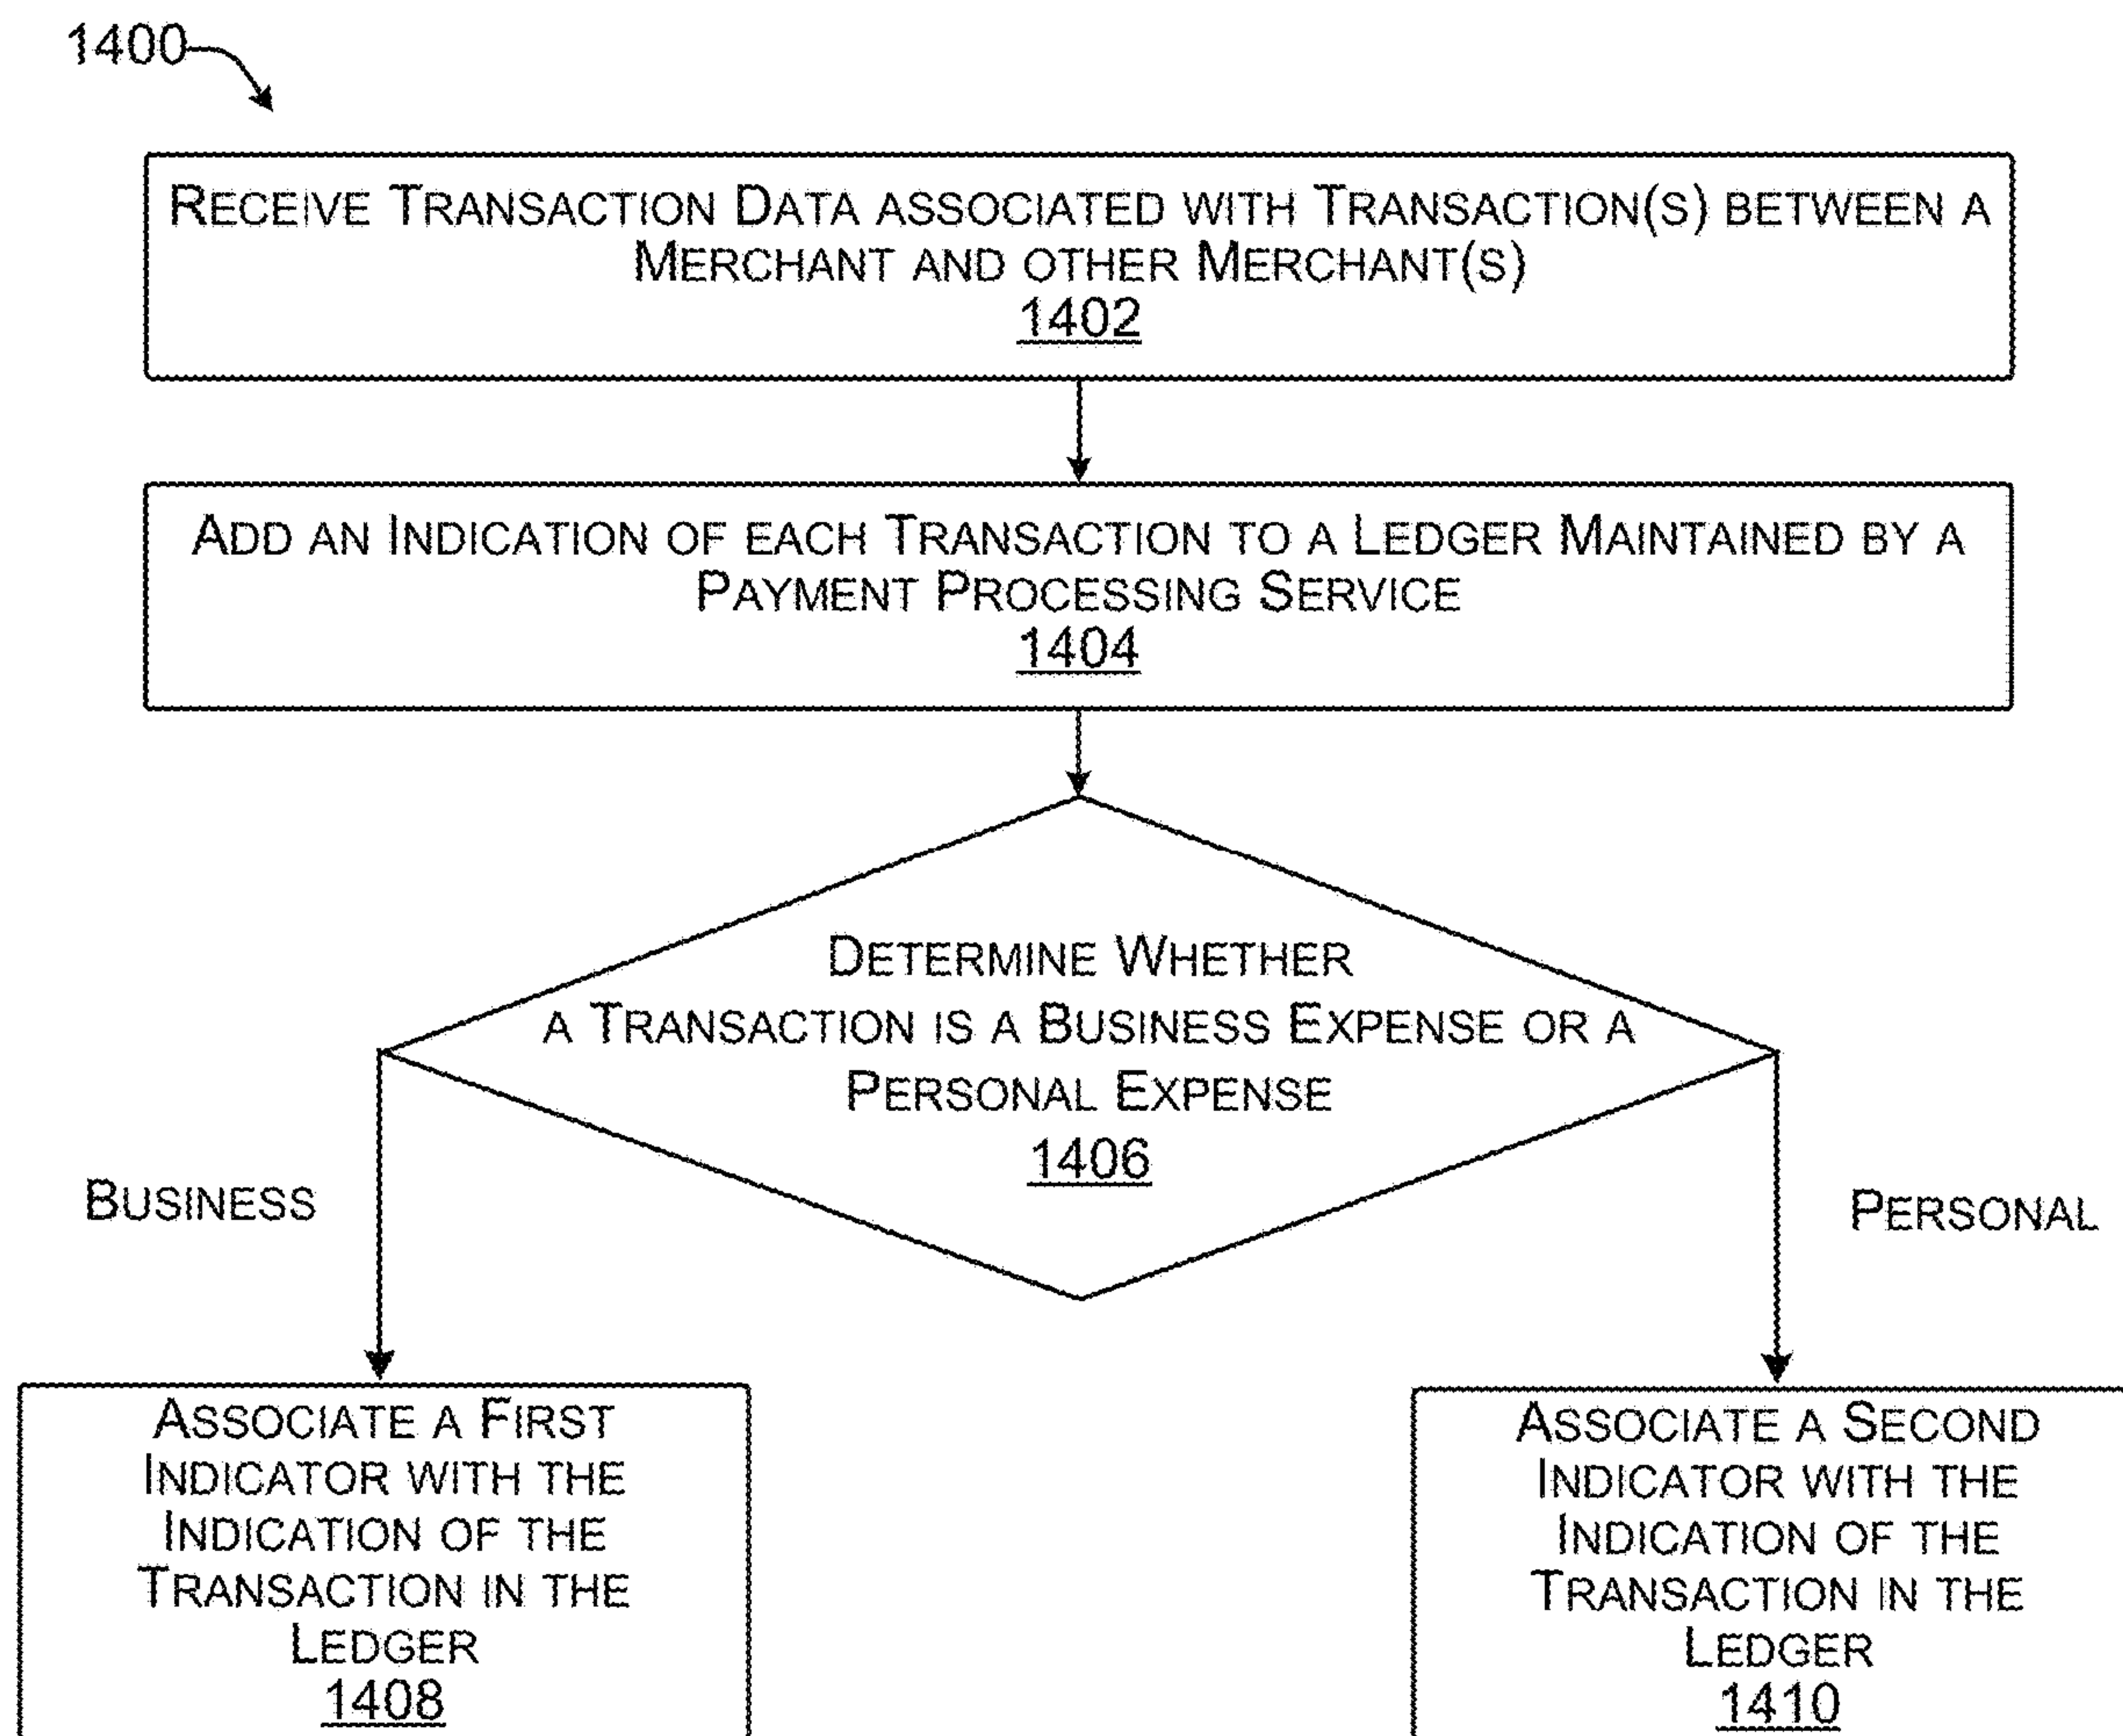 1400
RECEIVE TRANSACTION DATA ASSOCIATED WITH TRANSACTION(S) BETWEEN A
MERCHANT AND OTHER MERCHANT(S)
1402
ADD AN INDICATION OF EACH TRANSACTION TO A LEDGER MAINTAINED BY A
PAYMENT PROCESSING SERVICE
1404
DETERMINE WHETHER
A TRANSACTION IS A BUSINESS EXPENSE OR A
PERSONAL EXPENSE
1406
BUSINESS
PERSONAL
ASSOCIATE A FIRST
INDICATOR WITH THE
INDICATION OF THE
TRANSACTION IN THE
LEDGER
1408
ASSOCIATE A SECOND
INDICATOR WITH THE
INDICATION OF THE
TRANSACTION IN THE
LEDGER
1410